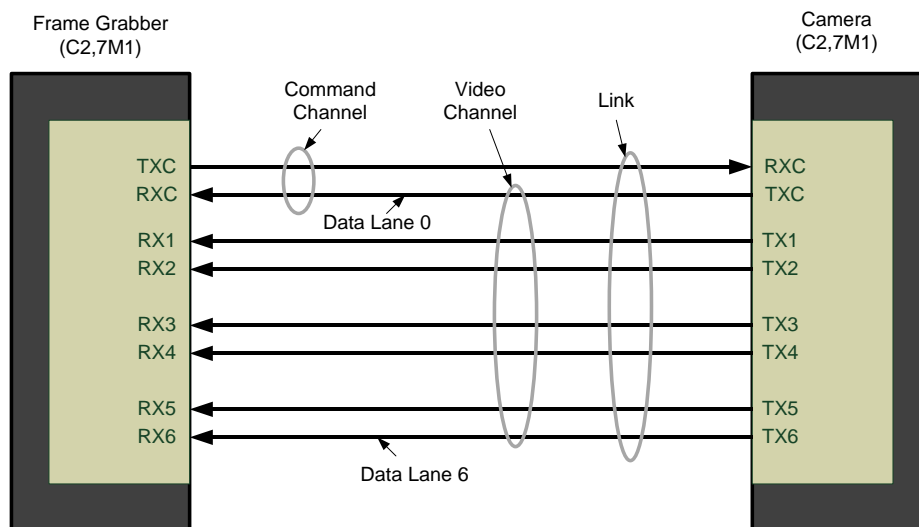 Frame Grabber
(C2,7M1)
Camera
(C2,7M1)
Command
Channel
Video
Channel
Link
TXC
RXC
RXC
TXC
Data Lane 0
RX1
TX1
RX2
TX2
RX3
TX3
RX4
TX4
RX5
TX5
RX6
TX6
Data Lane 6